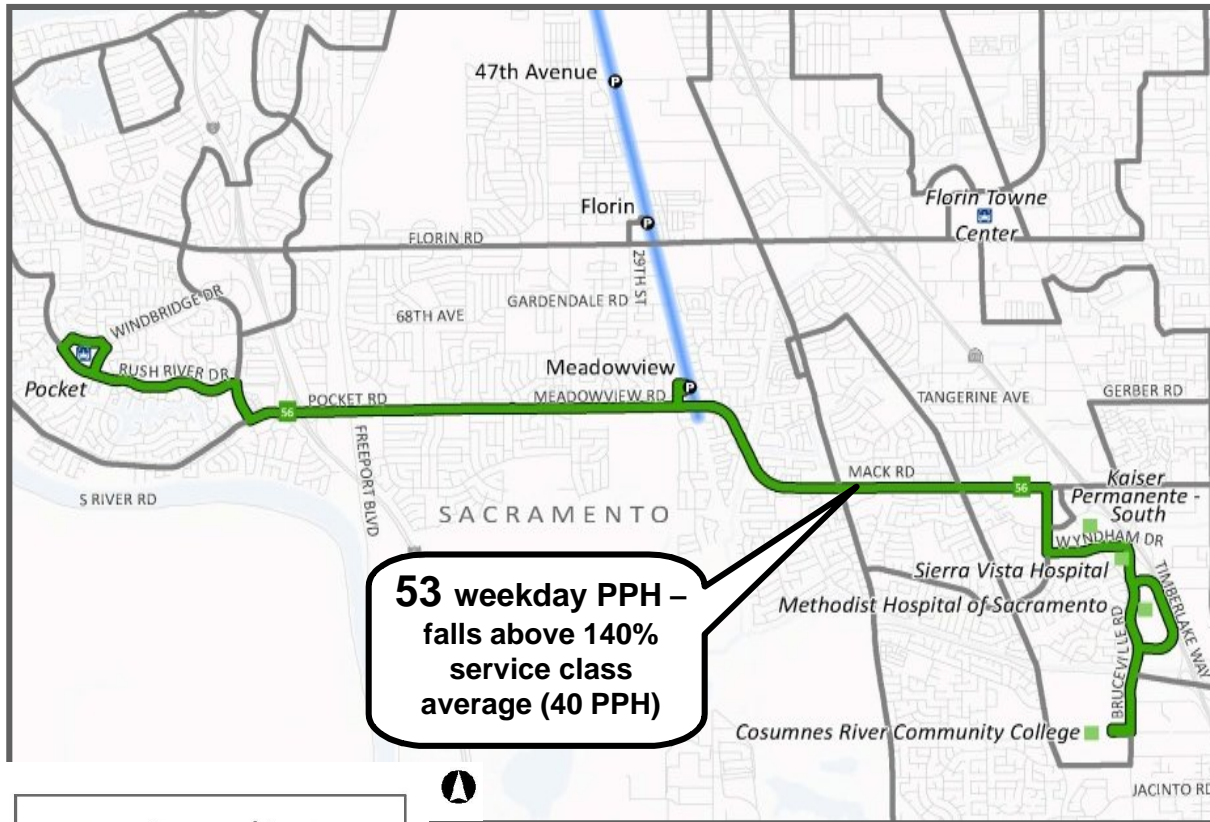 47th Avenue
Florin
Florin Towne
Center
FLORIN RD
29TH ST
WINDBRIDGE DR
GARDENDALE RD
68TH AVE
Meadowview
RUSH RIVER DR
Pocket
POCKET RD
MEADOWVIEW RD
TANGERINE AVE
GERBER RD
56
FREEPORT BLVD
MACK RD
56
Kaiser
Permanente -
South
S RIVER RD
SACRAMENTO
WYNDHAM DR
Sierra Vista Hospital
Methodist Hospital of Sacramento
TIMBERLAKE WAY
BRUCEVILLE RD
53 weekday PPH –
falls above 140%
service class
average (40 PPH)
Cosumnes River Community College
JACINTO RD
P
P
P